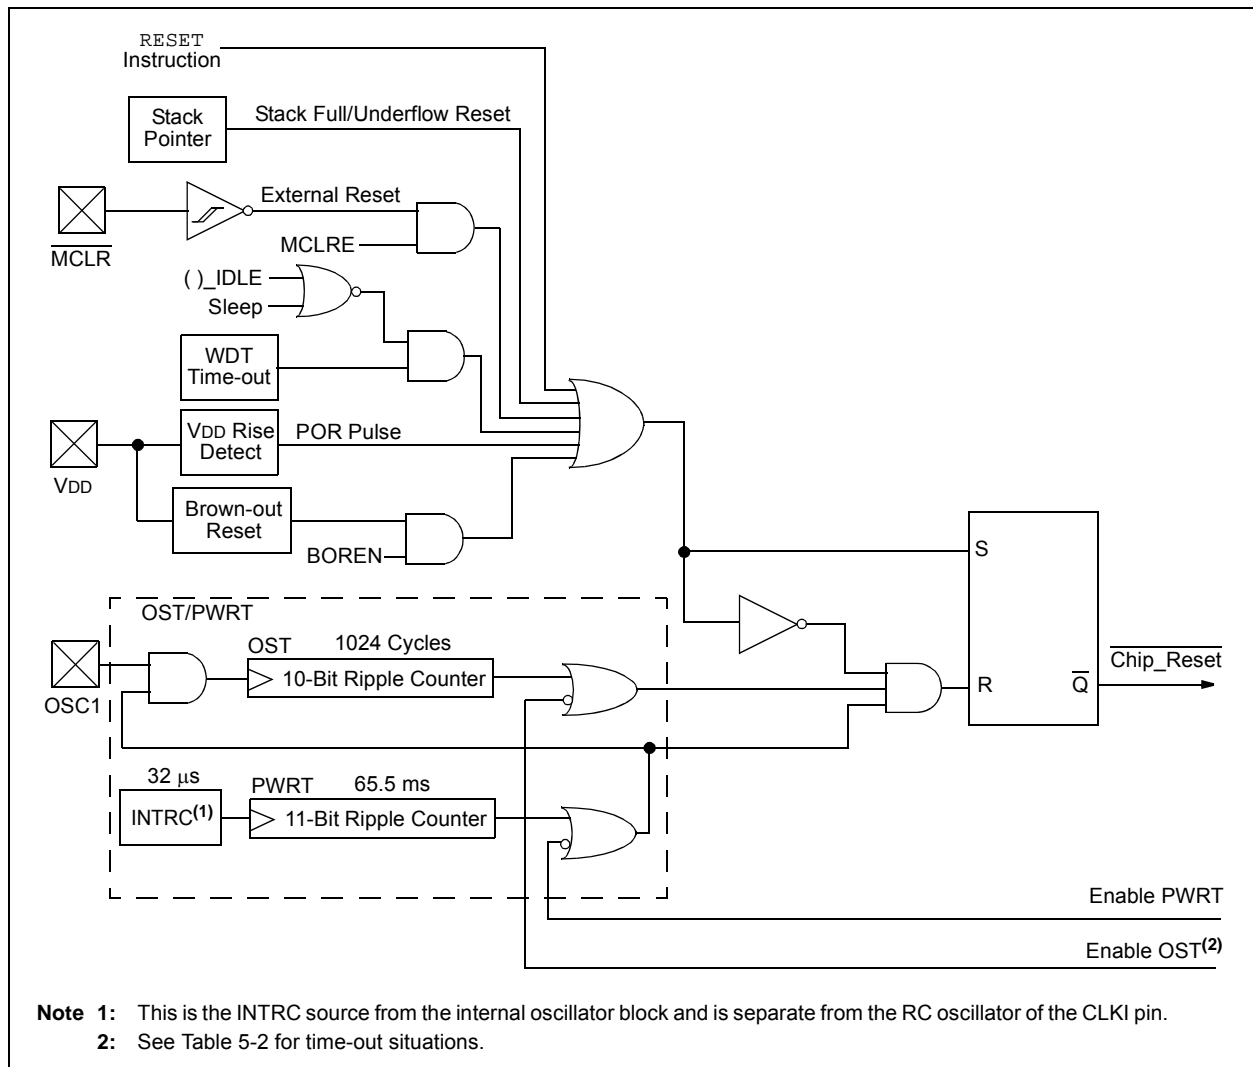 RESET
Instruction
Stack
Pointer
Stack Full/Underflow Reset
External Reset
MCLR
MCLRE
( )_IDLE
Sleep
WDT
Time-out
VDD Rise
Detect
POR Pulse
VDD
Brown-out
Reset
BOREN
S
OST/PWRT
OST
1024 Cycles
10-Bit Ripple Counter
OSC1
Chip_Reset
R
Q
32 μs
PWRT
65.5 ms
INTRC(1)
11-Bit Ripple Counter
Enable PWRT
Enable OST(2)
Note 1: This is the INTRC source from the internal oscillator block and is separate from the RC oscillator of the CLKI pin.
2: See Table 5-2 for time-out situations.